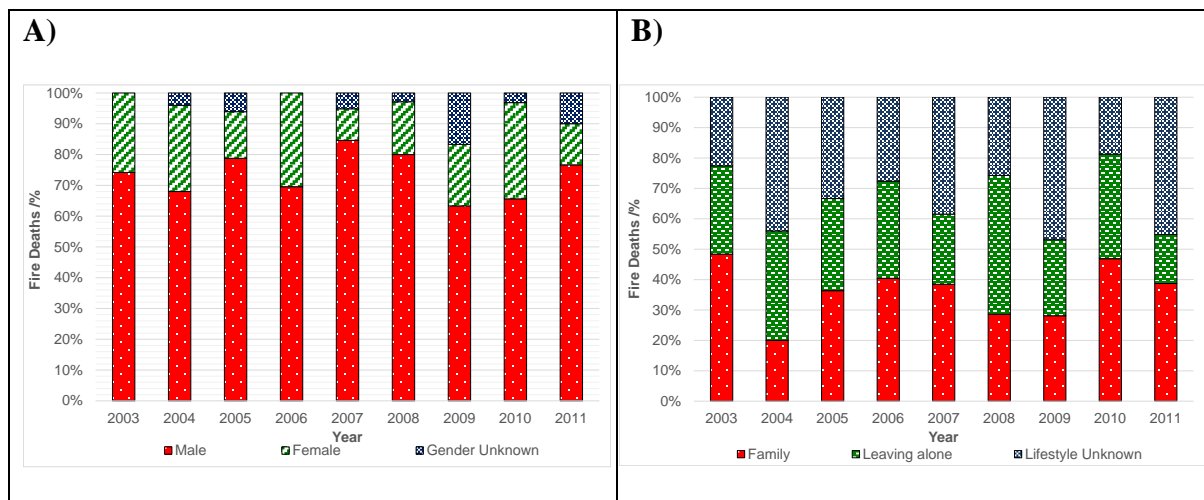 A)
100%
90%
80%
70%
60%
50%
40%
30%
20%
10%
0%
Fire Deaths /%
2003 2004 2005 2006 2007 2008 2009 2010 2011
Year
Male Female Gender Unknown
B)
100%
90%
80%
70%
60%
50%
40%
30%
20%
10%
0%
Fire Deaths /%
2003 2004 2005 2006 2007 2008 2009 2010 2011
Year
Family Leaving alone Lifestyle Unknown